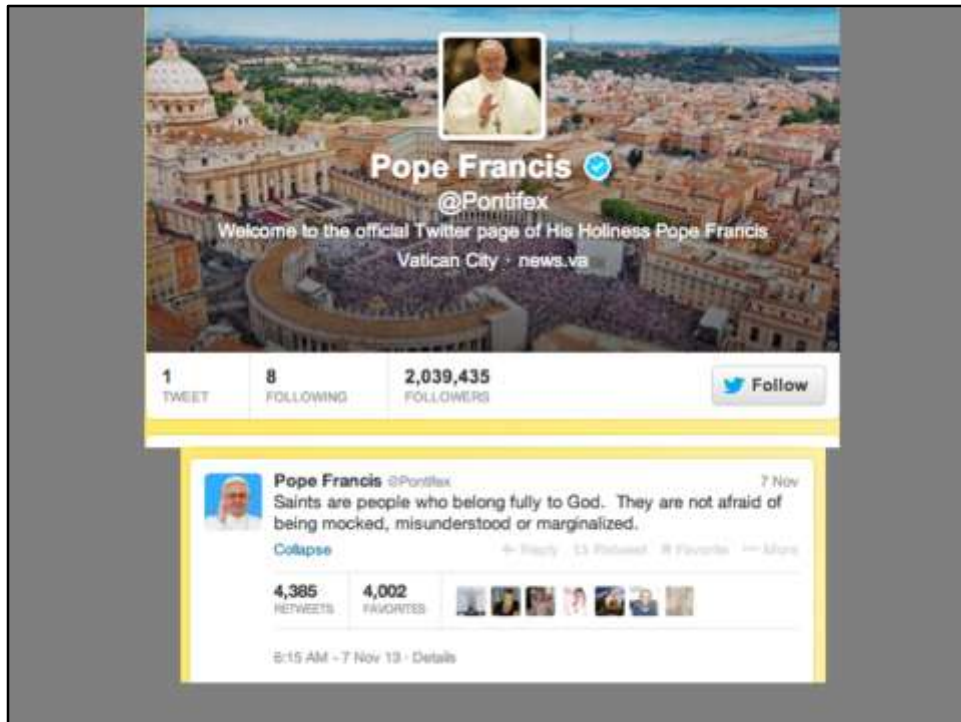 Pope Francis
@Pontifex
Welcome to the official Twitter page of His Holiness Pope Francis
Vatican City · news.va
1 8 2,039,435
TWEET FOLLOWING FOLLOWERS
Follow
Pope Francis @Pontifex 7 Nov
Saints are people who belong fully to God. They are not afraid of
being mocked, misunderstood or marginalized.
Collapse Reply Retweet Favorite More
4,385 4,002
RETWEETS FAVORITES
6:15 AM - 7 Nov 13 · Details